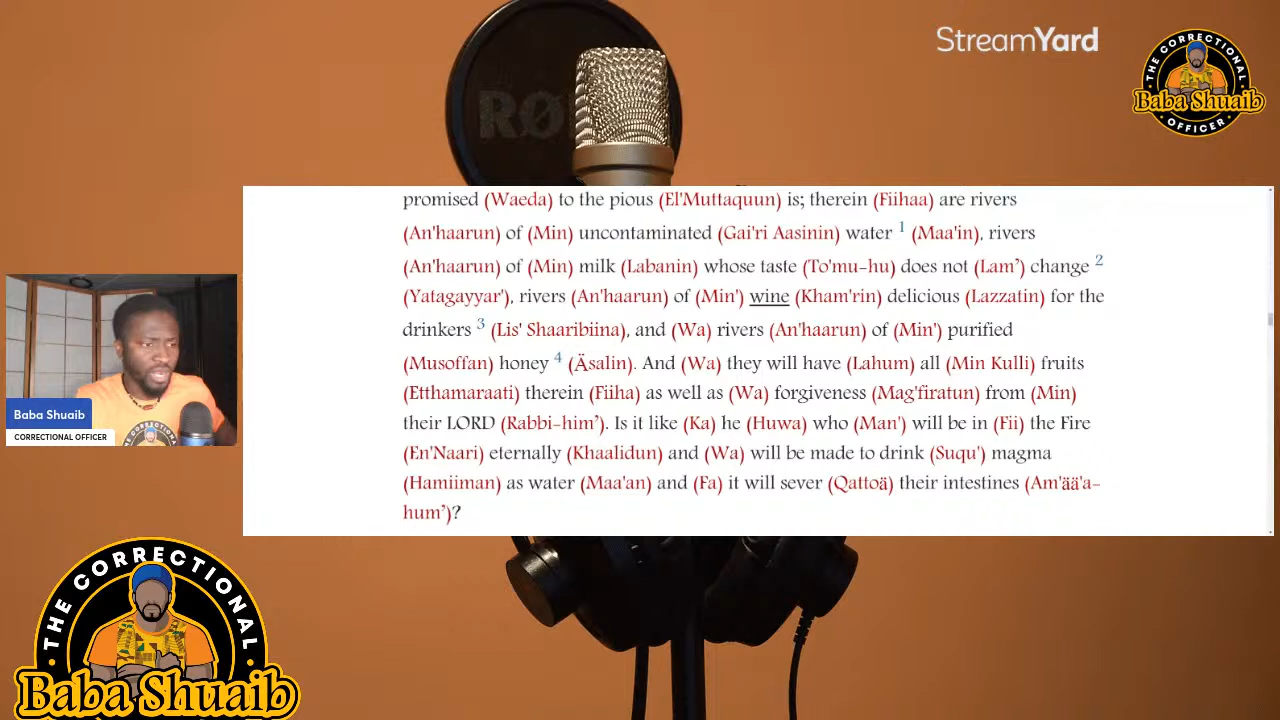 StreamYard
THE CORRECTIONAL
Baba Shuaib
OFFICER
RØ
promised (Waeda) to the pious (El'Muttaquun) is; therein (Fiihaa) are rivers
(An'haarun) of (Min) uncontaminated (Gai'ri Aasinin) water 1 (Maa'in), rivers
(An'haarun) of (Min) milk (Labanin) whose taste (To'mu-hu) does not (Lam’) change 2
(Yatagayyar'), rivers (An'haarun) of (Min') wine (Kham'rin) delicious (Lazzatin) for the
drinkers 3 (Lis' Shaaribiina), and (Wa) rivers (An'haarun) of (Min') purified
(Musoffan) honey 4 (Äsalin). And (Wa) they will have (Lahum) all (Min Kulli) fruits
(Etthamaraati) therein (Fiiha) as well as (Wa) forgiveness (Mag'firatun) from (Min)
their LORD (Rabbi-him’). Is it like (Ka) he (Huwa) who (Man') will be in (Fii) the Fire
(En'Naari) eternally (Khaalidun) and (Wa) will be made to drink (Suqu') magma
(Hamiiman) as water (Maa'an) and (Fa) it will sever (Qattoä) their intestines (Am'ää'a-
hum’)?
Baba Shuaib
CORRECTIONAL OFFICER
THE CORRECTIONAL
Baba Shuaib